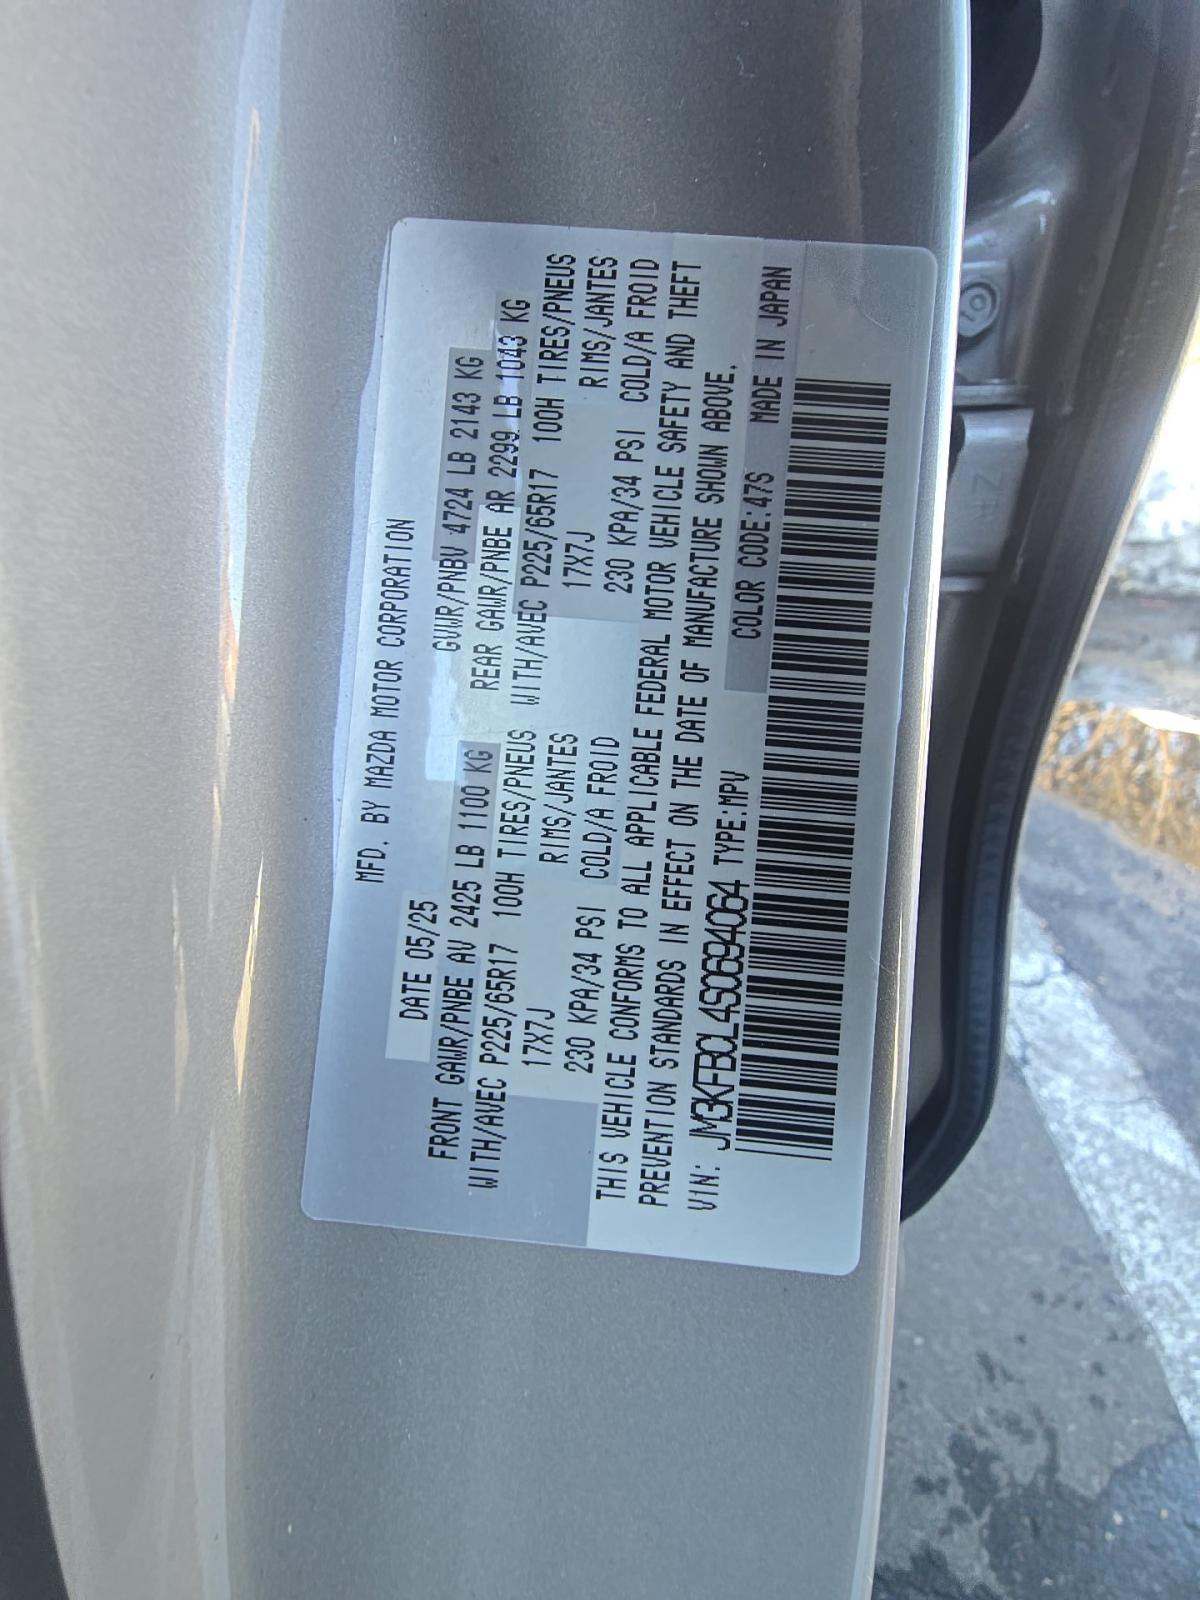 MFD. BY MAZDA MOTOR CORPORATION
DATE 05/25 GVWR/PNBV 4724 LB 2143 KG
FRONT GAWR/PNBE AV 2425 LB 1100 KG REAR GAWR/PNBE AR 2299 LB 1043 KG
WITH/AVEC P225/65R17 100H TIRES/PNEUS WITH/AVEC P225/65R17 100H TIRES/PNEUS
17X7J RIMS/JANTES 17X7J RIMS/JANTES
230 KPA/34 PSI COLD/A FROID 230 KPA/34 PSI COLD/A FROID
THIS VEHICLE CONFORMS TO ALL APPLICABLE FEDERAL MOTOR VEHICLE SAFETY AND THEFT
PREVENTION STANDARDS IN EFFECT ON THE DATE OF MANUFACTURE SHOWN ABOVE.
VIN: JM3KFBCL4S0694064 TYPE:MPV COLOR CODE:47S MADE IN JAPAN